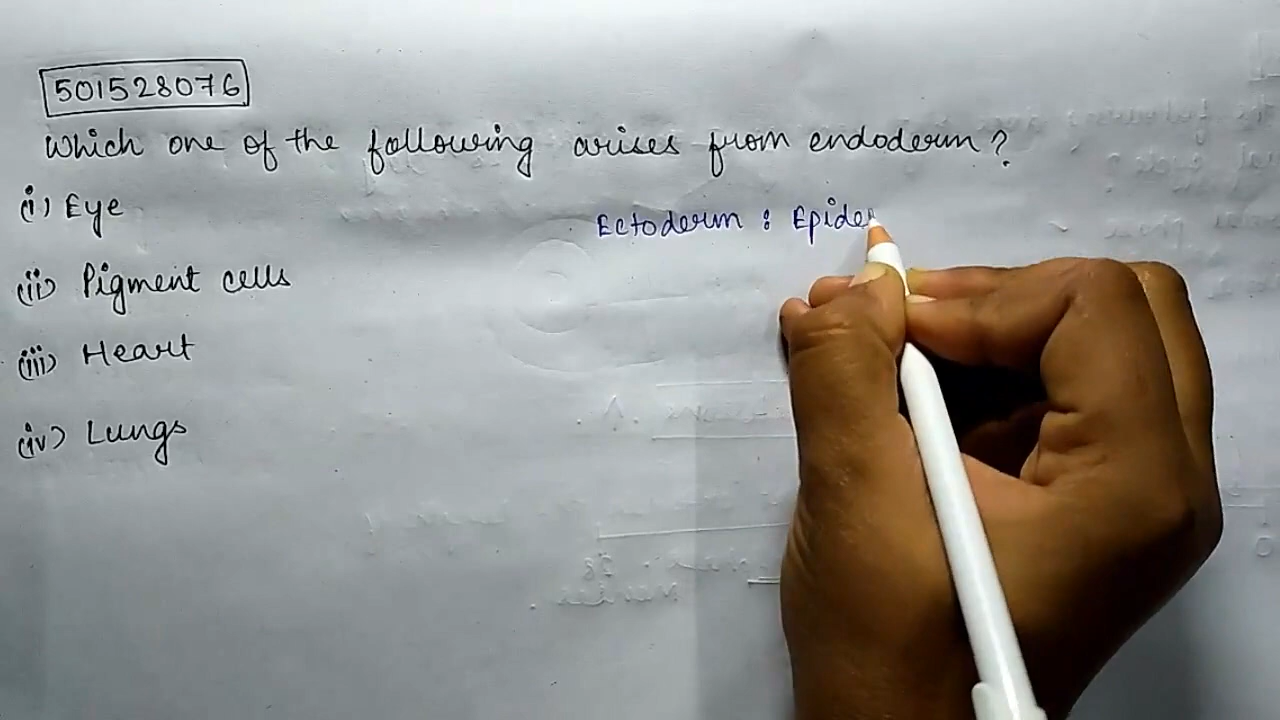 501528076
Which one of the following arises from endoderm?
(i) Eye
Ectoderm : Epider
(ii) Pigment cells
(iii) Heart
(iv) Lungs